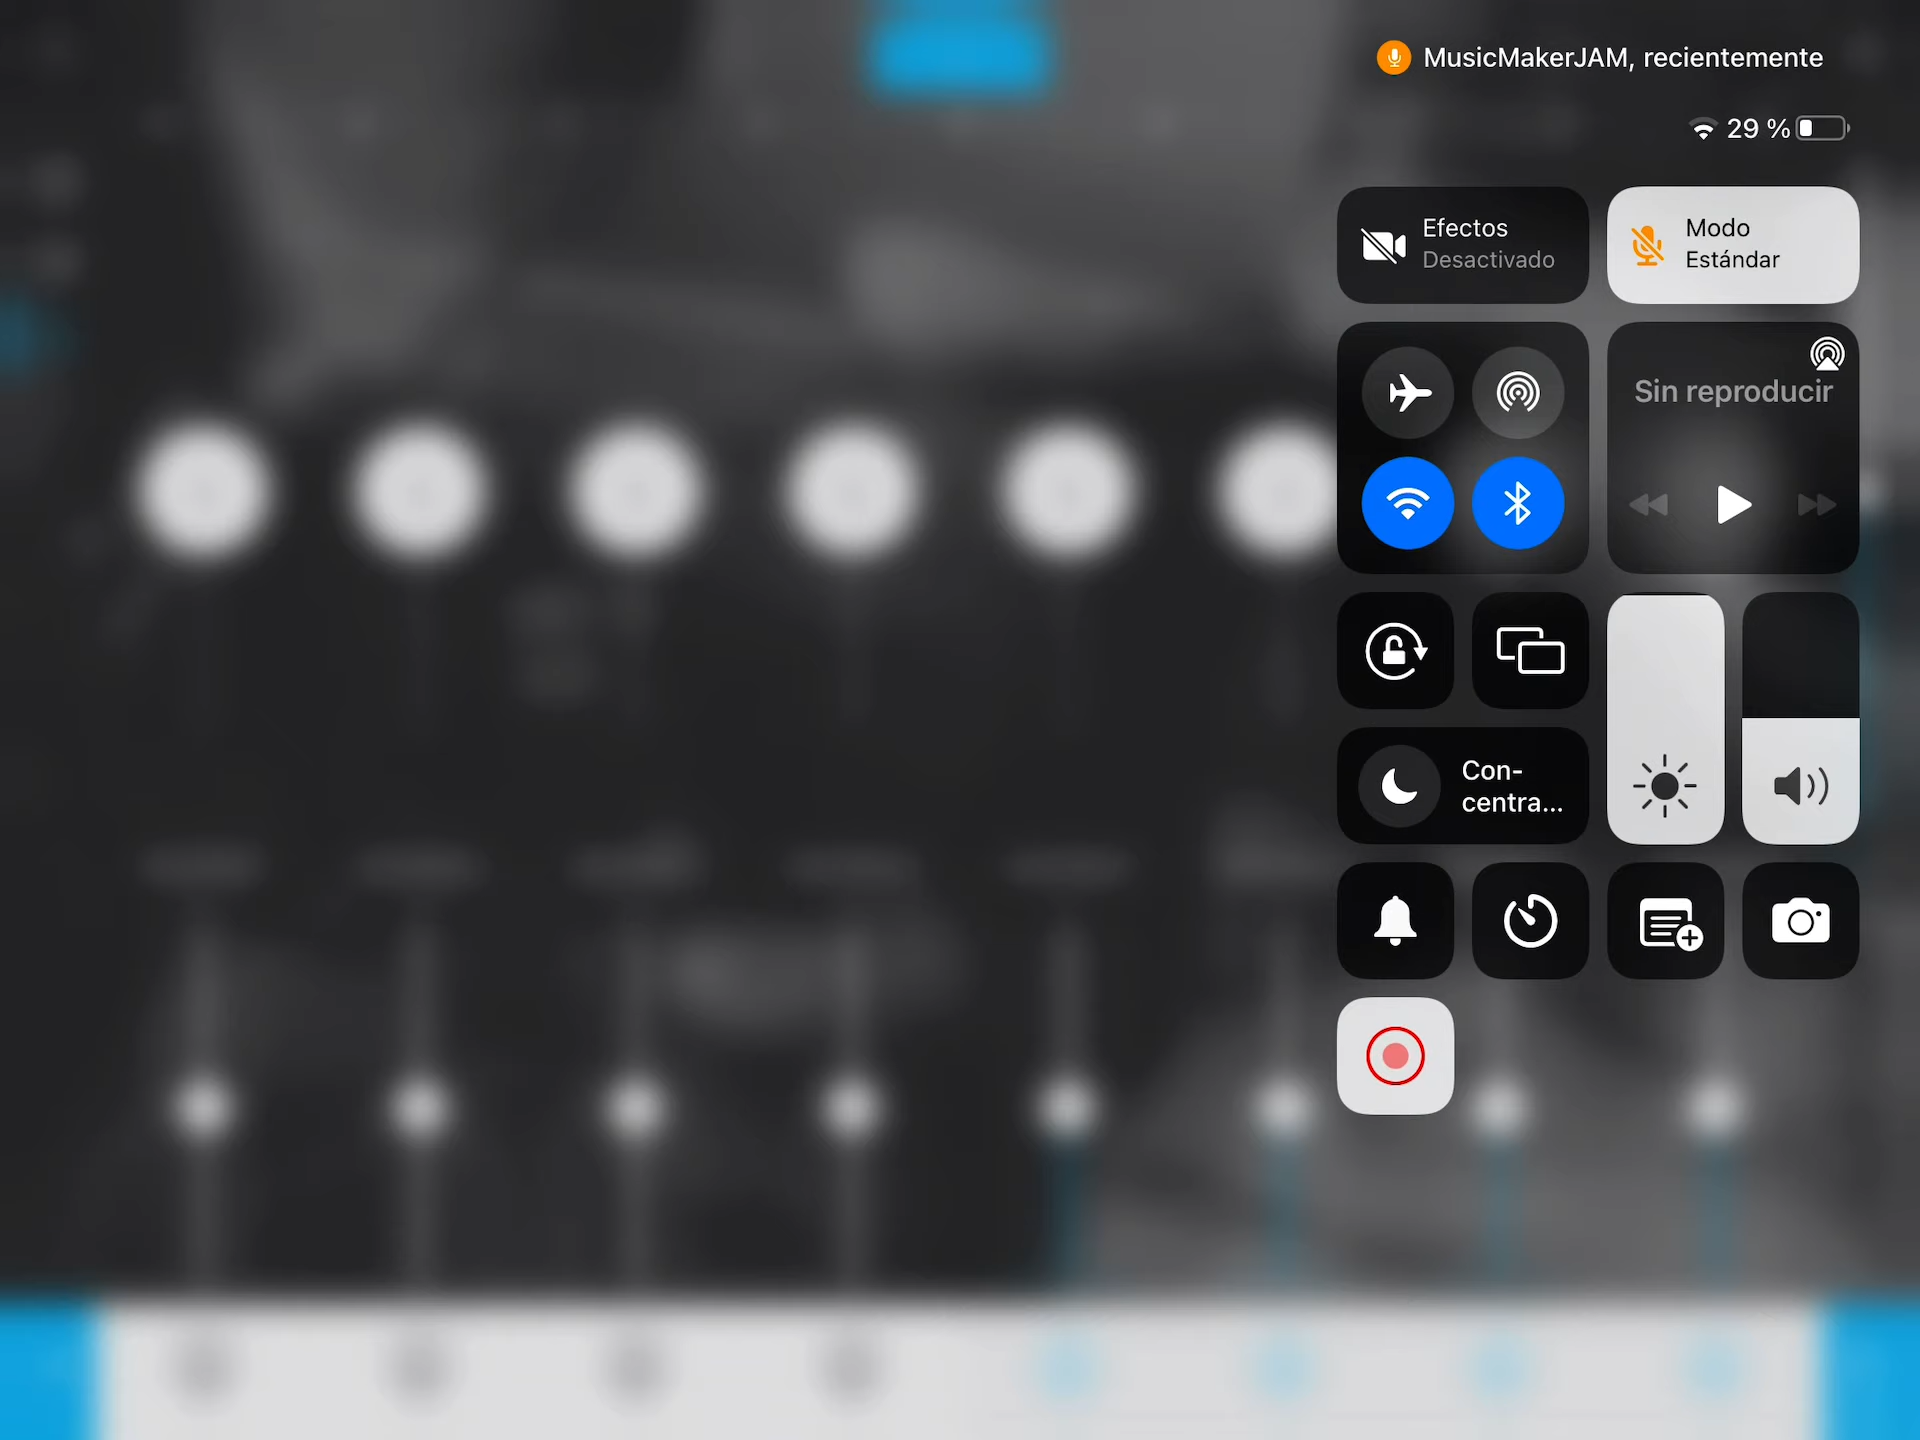 MusicMakerJAM, recientemente
29 %
Efectos
Desactivado
Modo
Estándar
Sin reproducir
Con-
centra...